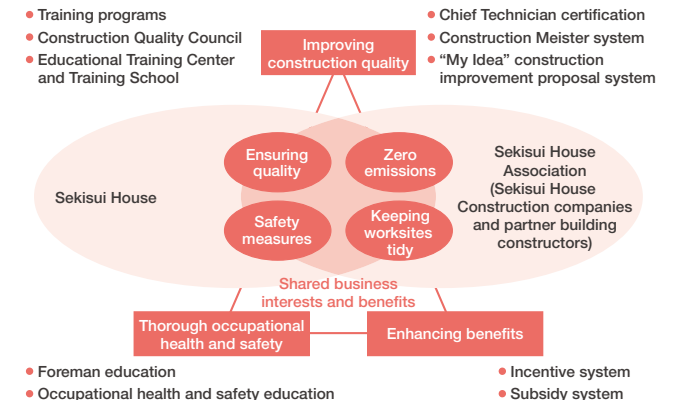 • Training programs
• Construction Quality Council
• Educational Training Center
and Training School
Improving
construction quality
• Chief Technician certification
• Construction Meister system
• “My Idea” construction
improvement proposal system
Sekisui House
Ensuring
quality
Zero
emissions
Safety
measures
Keeping
worksites
tidy
Sekisui House
Association
(Sekisui House
Construction companies
and partner building
constructors)
Shared business
interests and benefits
Thorough occupational
health and safety
Enhancing benefits
• Foreman education
• Occupational health and safety education
• Incentive system
• Subsidy system